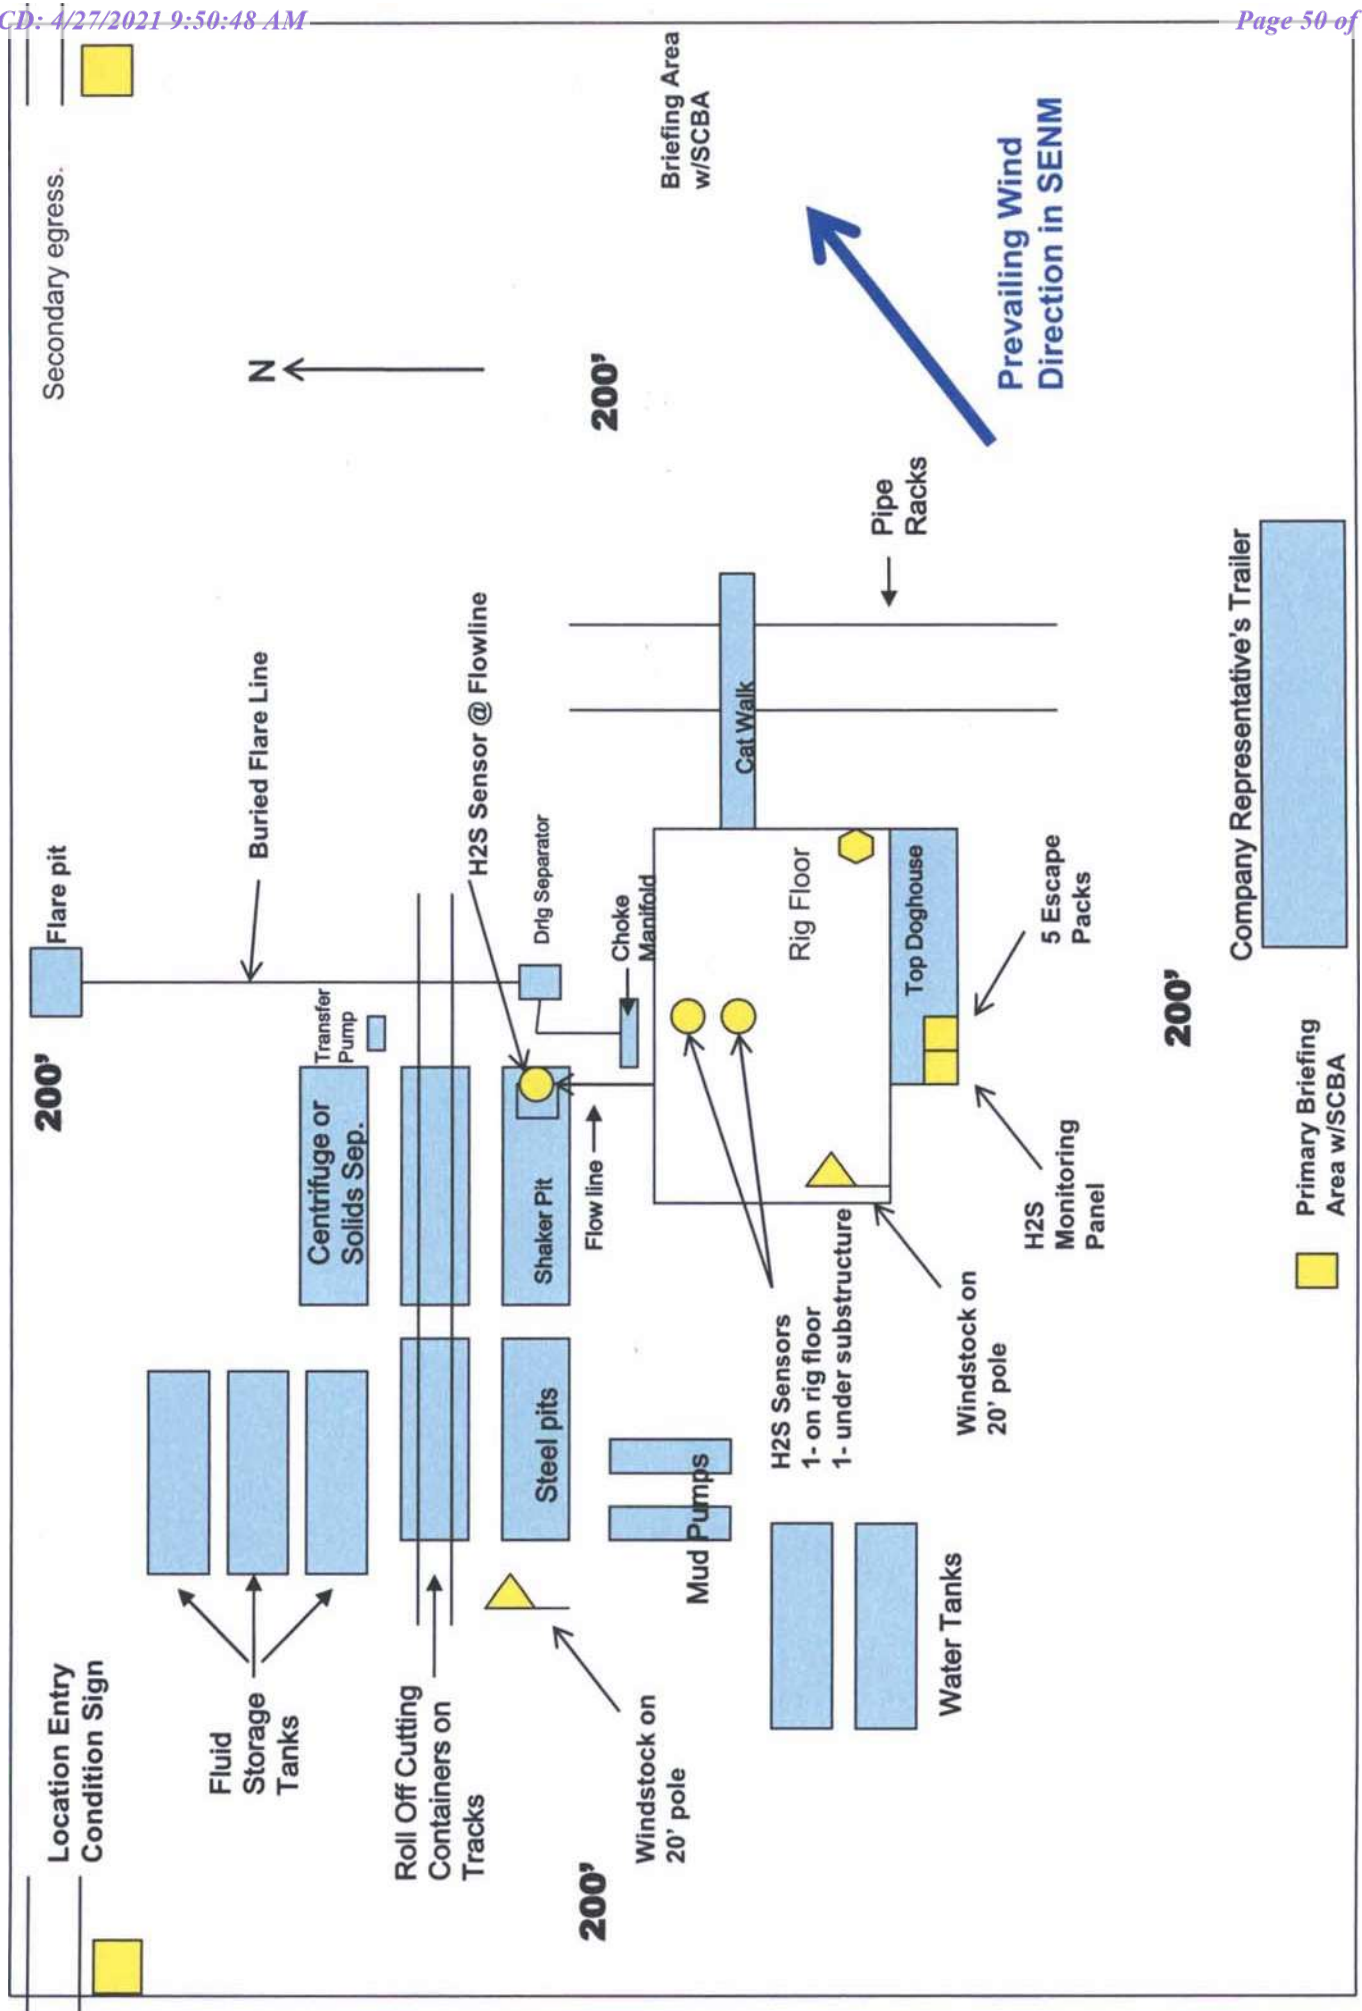 CD: 4/27/2021 9:50:48 AM
Page 50 of
Location Entry
Condition Sign
200'
Flare pit
Secondary egress.
Fluid
Storage
Tanks
Centrifuge or
Solids Sep.
Transfer
Pump
Buried Flare Line
N
Roll Off Cutting
Containers on
Tracks
H2S Sensor @ Flowline
Steel pits
Shaker Pit
Drlg Separator
200'
Windstock on
20' pole
Flow line
Choke
Manifold
200'
Briefing Area
w/SCBA
Mud Pumps
Cat Walk
H2S Sensors
1- on rig floor
1- under substructure
Rig Floor
Pipe
Racks
Water Tanks
Windstock on
20' pole
Top Doghouse
H2S
Monitoring
Panel
5 Escape
Packs
Prevailing Wind
Direction in SENM
200'
Company Representative's Trailer
Primary Briefing
Area w/SCBA